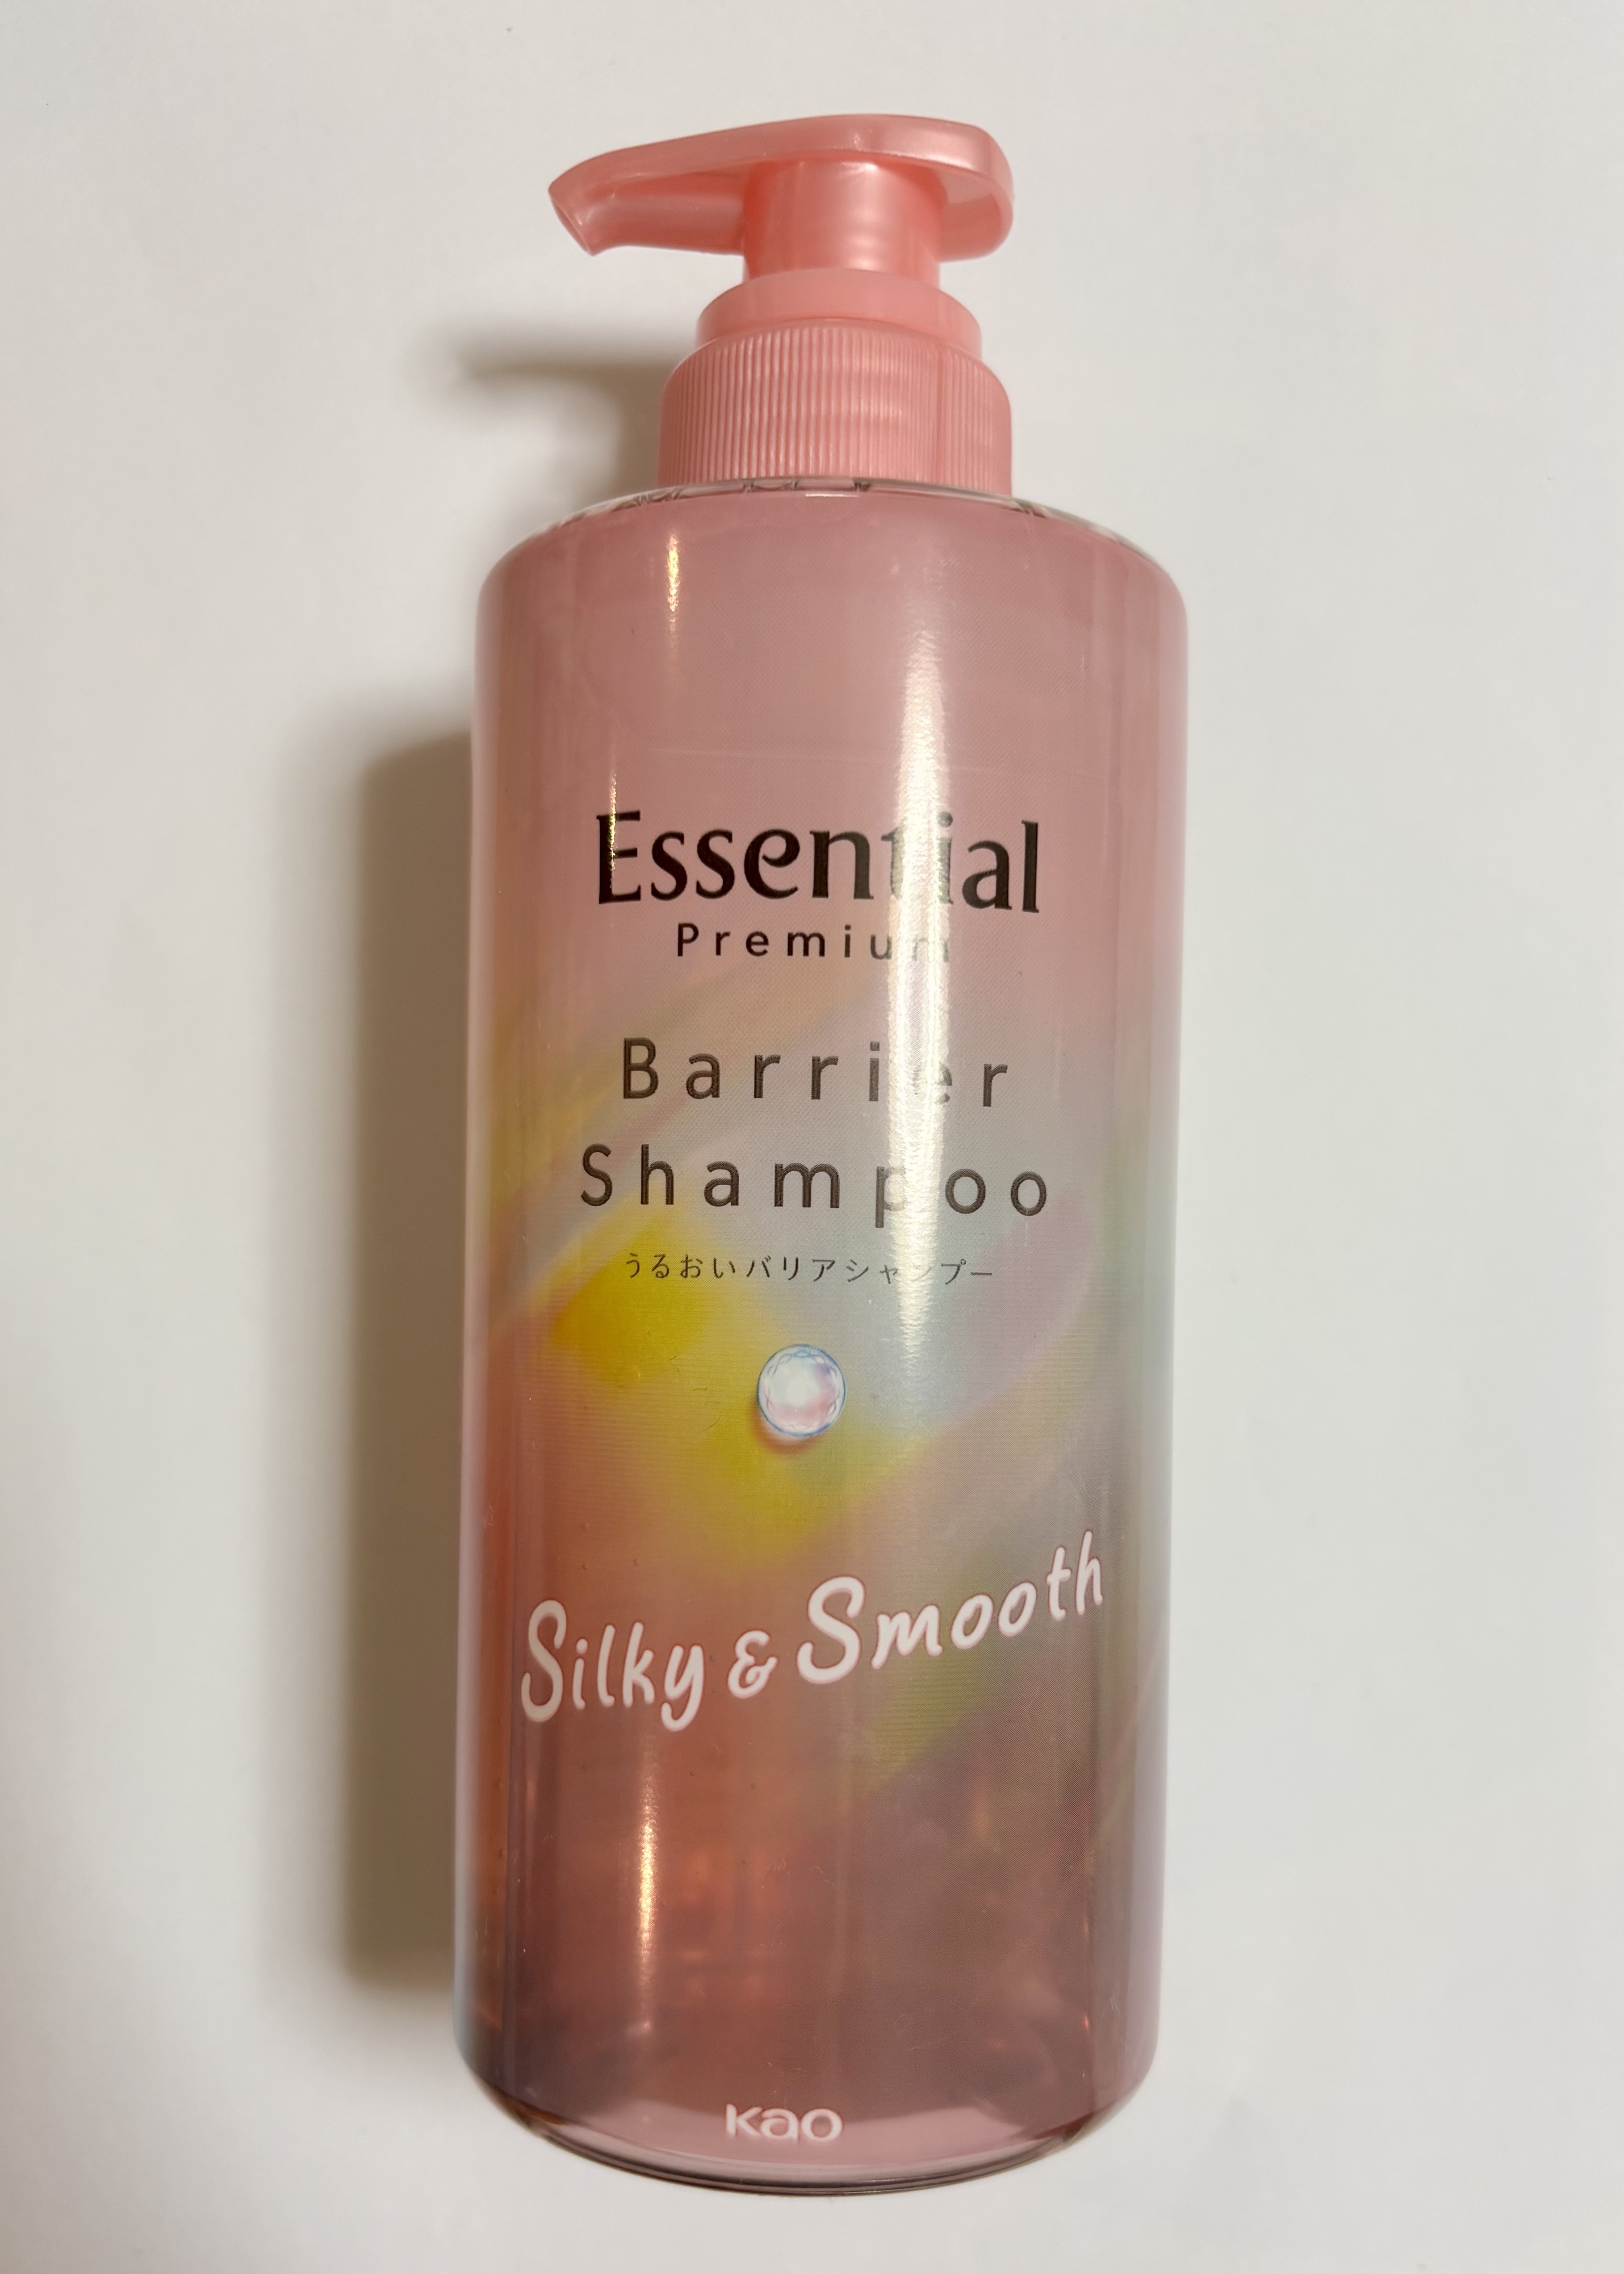 Essential
Premium
Barrier
Shampoo
うるおいバリアシャンプー
Silky & Smooth
Kao